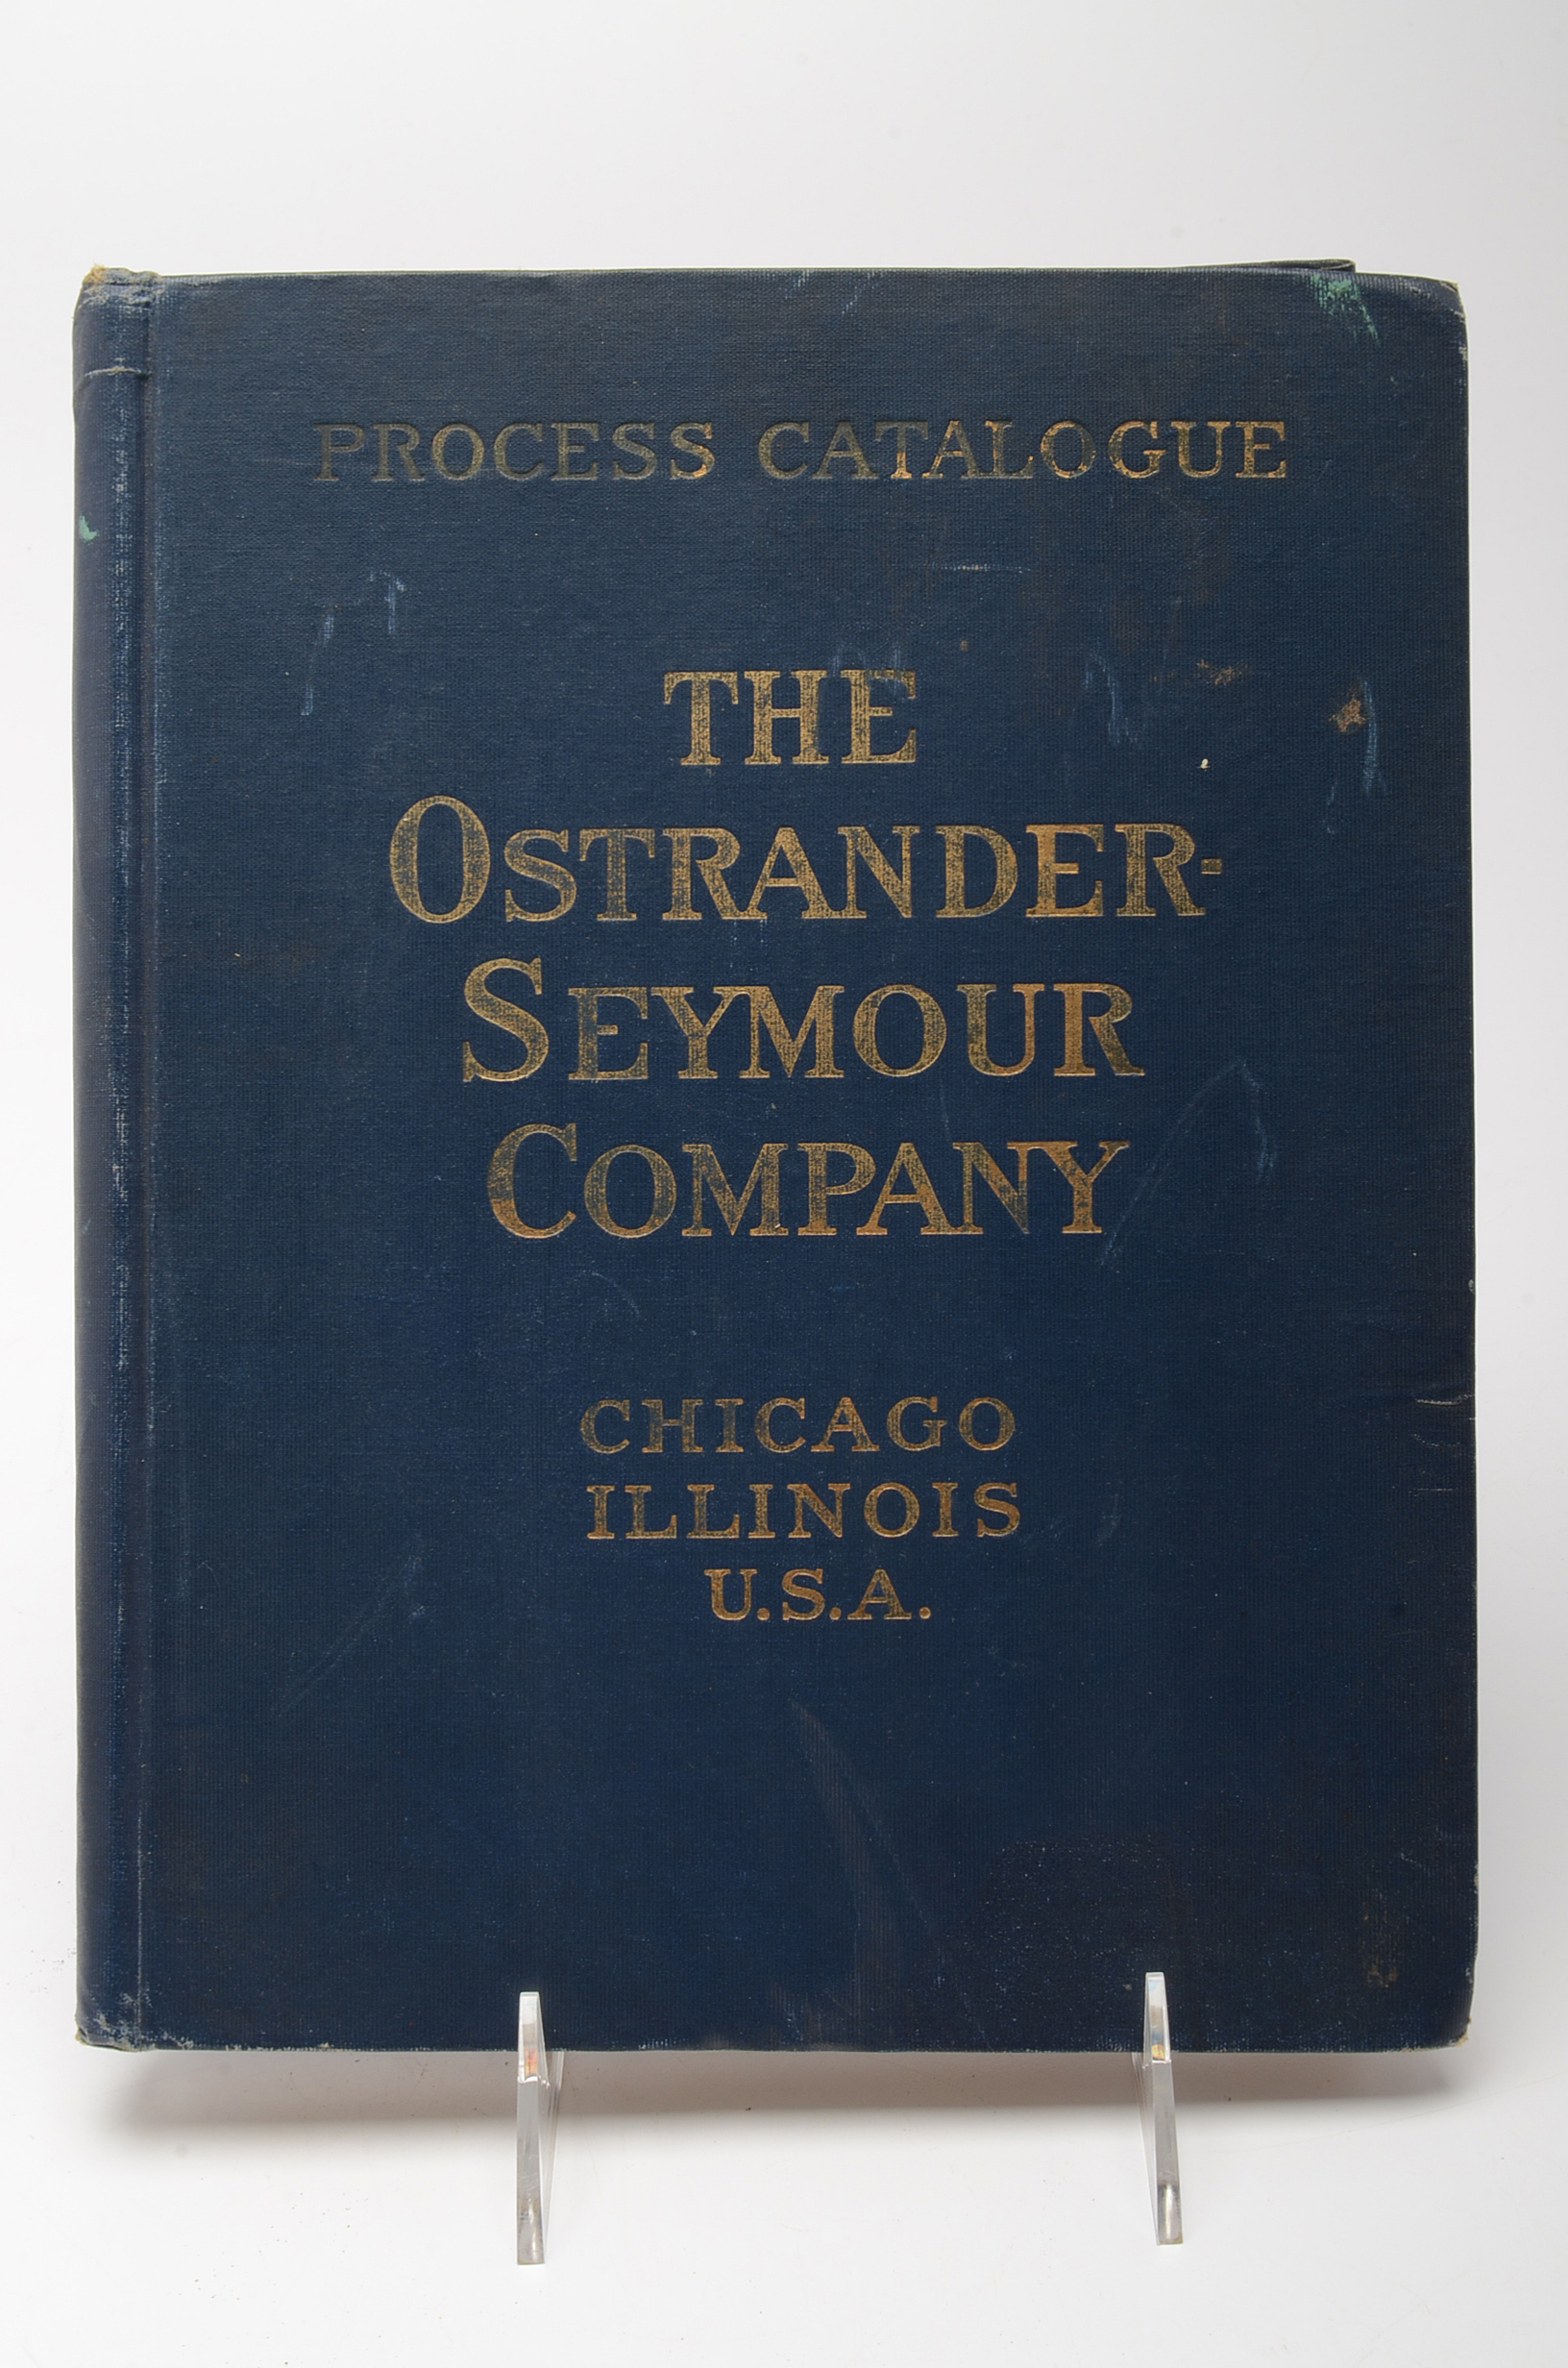 PROCESS CATALOGUE
THE
OSTRANDER-
SEYMOUR
COMPANY
CHICAGO
ILLINOIS
U.S.A.